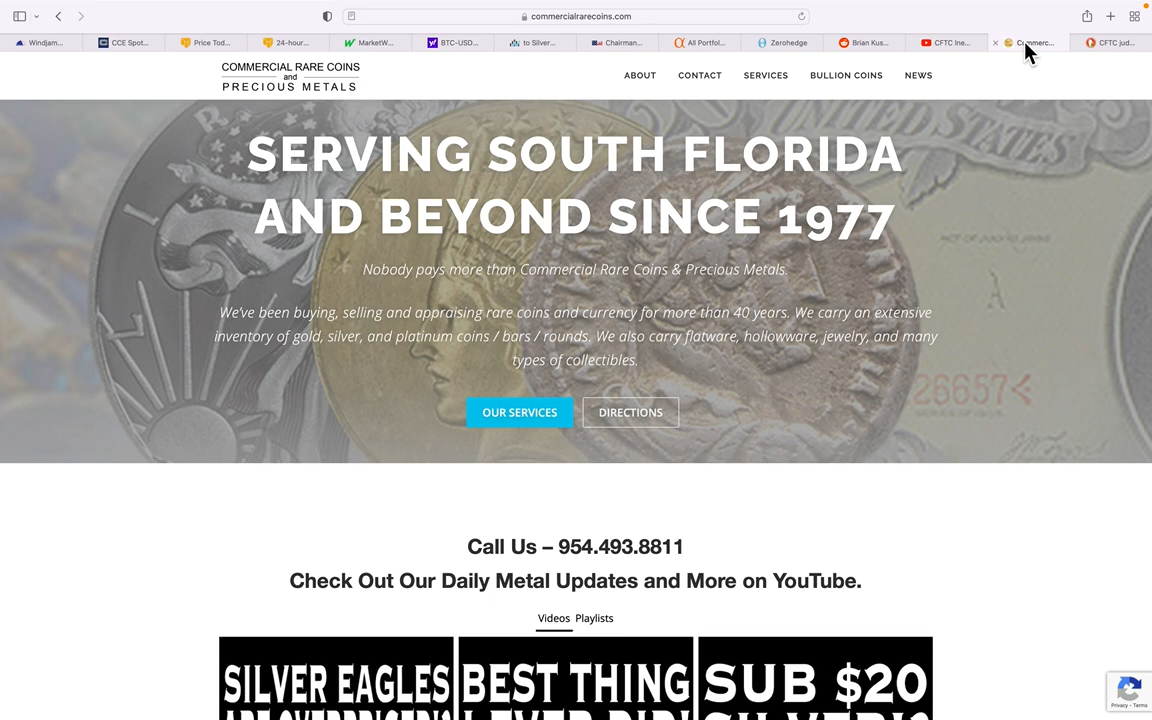 commercialrarecoins.com
Windjam...
CCE Spot...
Price Tod...
24-hour...
MarketW...
BTC-USD...
to Silver...
Chairman...
All Portfol...
Zerohedge
Brian Kus...
CFTC Ine...
Commerc...
CFTC jud...
COMMERCIAL RARE COINS
and
PRECIOUS METALS
ABOUT
CONTACT
SERVICES
BULLION COINS
NEWS
SERVING SOUTH FLORIDA
AND BEYOND SINCE 1977
Nobody pays more than Commercial Rare Coins & Precious Metals.
We've been buying, selling and appraising rare coins and currency for more than 40 years. We carry an extensive
inventory of gold, silver, and platinum coins / bars / rounds. We also carry flatware, hollowware, jewelry, and many
types of collectibles.
OUR SERVICES
DIRECTIONS
UNITED STATES
A
26657
Call Us – 954.493.8811
Check Out Our Daily Metal Updates and More on YouTube.
Videos Playlists
SILVER EAGLES
BEST THING
SUB $20
Privacy - Terms